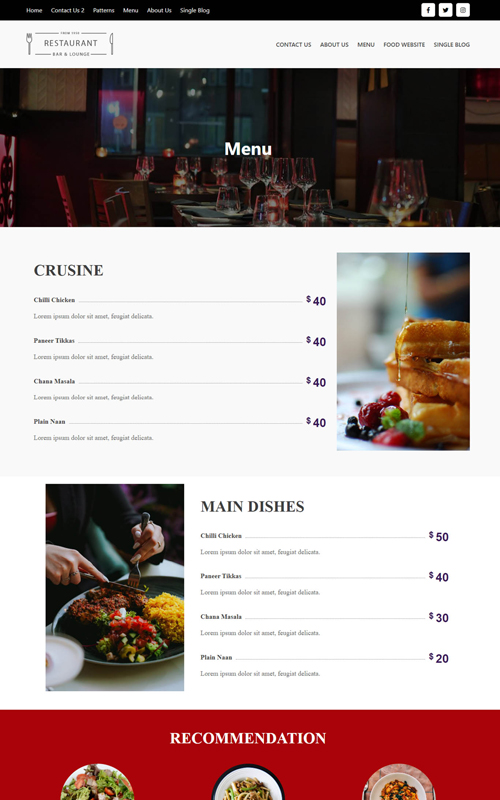 Home Contact Us 2 Patterns Menu About Us Single Blog
FROM 1958
RESTAURANT
BAR & LOUNGE
CONTACT US ABOUT US MENU FOOD WEBSITE SINGLE BLOG
Menu
CRUSINE
Chilli Chicken $ 40
Lorem ipsum dolor sit amet, feugiat delicata.
Paneer Tikkas $ 40
Lorem ipsum dolor sit amet, feugiat delicata.
Chana Masala $ 40
Lorem ipsum dolor sit amet, feugiat delicata.
Plain Naan $ 40
Lorem ipsum dolor sit amet, feugiat delicata.
MAIN DISHES
Chilli Chicken $ 50
Lorem ipsum dolor sit amet, feugiat delicata.
Paneer Tikkas $ 40
Lorem ipsum dolor sit amet, feugiat delicata.
Chana Masala $ 30
Lorem ipsum dolor sit amet, feugiat delicata.
Plain Naan $ 20
Lorem ipsum dolor sit amet, feugiat delicata.
RECOMMENDATION